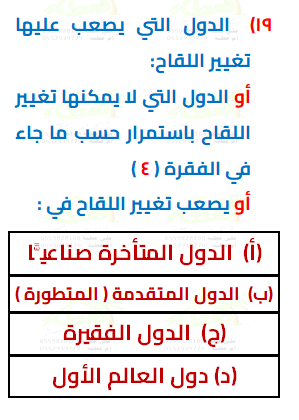 ١٩) الدول التي يصعب عليها
تغيير اللقاح:
أو الدول التي لا يمكنها تغيير
اللقاح باستمرار حسب ما جاء
في الفقرة ( ٤ )
أو يصعب تغيير اللقاح في :
(أ) الدول المتأخرة صناعيـًّا
(ب) الدول المتقدمة ( المتطورة )
(ج) الدول الفقيرة
(د) دول العالم الأول